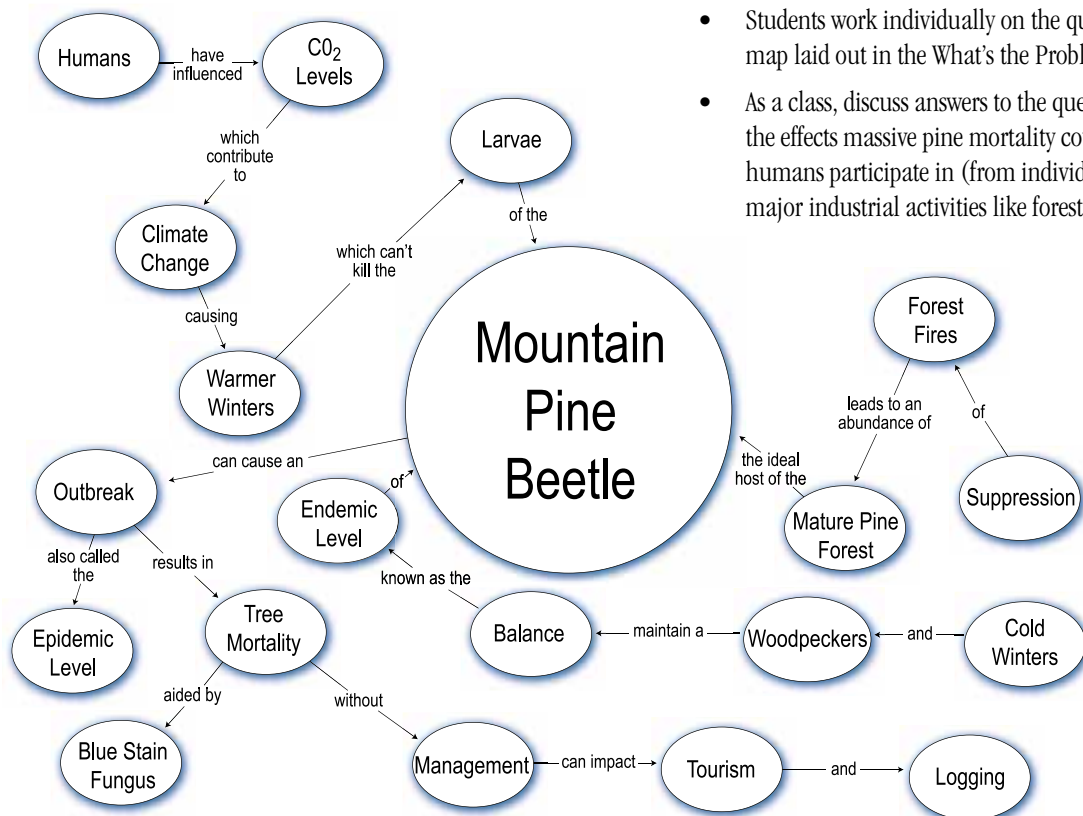 • Students work individually on the qu
map laid out in the What's the Probl
• As a class, discuss answers to the que
the effects massive pine mortality co
humans participate in (from individ
major industrial activities like forest
Humans
have
influenced
C0₂
Levels
which
contribute
to
Climate
Change
causing
Warmer
Winters
which can't
kill the
Larvae
of the
Mountain
Pine
Beetle
can cause an
Outbreak
also called
the
Epidemic
Level
results in
Tree
Mortality
aided by
Blue Stain
Fungus
without
Management
can impact
Tourism
and
Logging
Endemic
Level
of
known as the
Balance
maintain a
Woodpeckers
and
Cold
Winters
Forest
Fires
leads to an
abundance of
of
Suppression
the ideal
host of the
Mature Pine
Forest